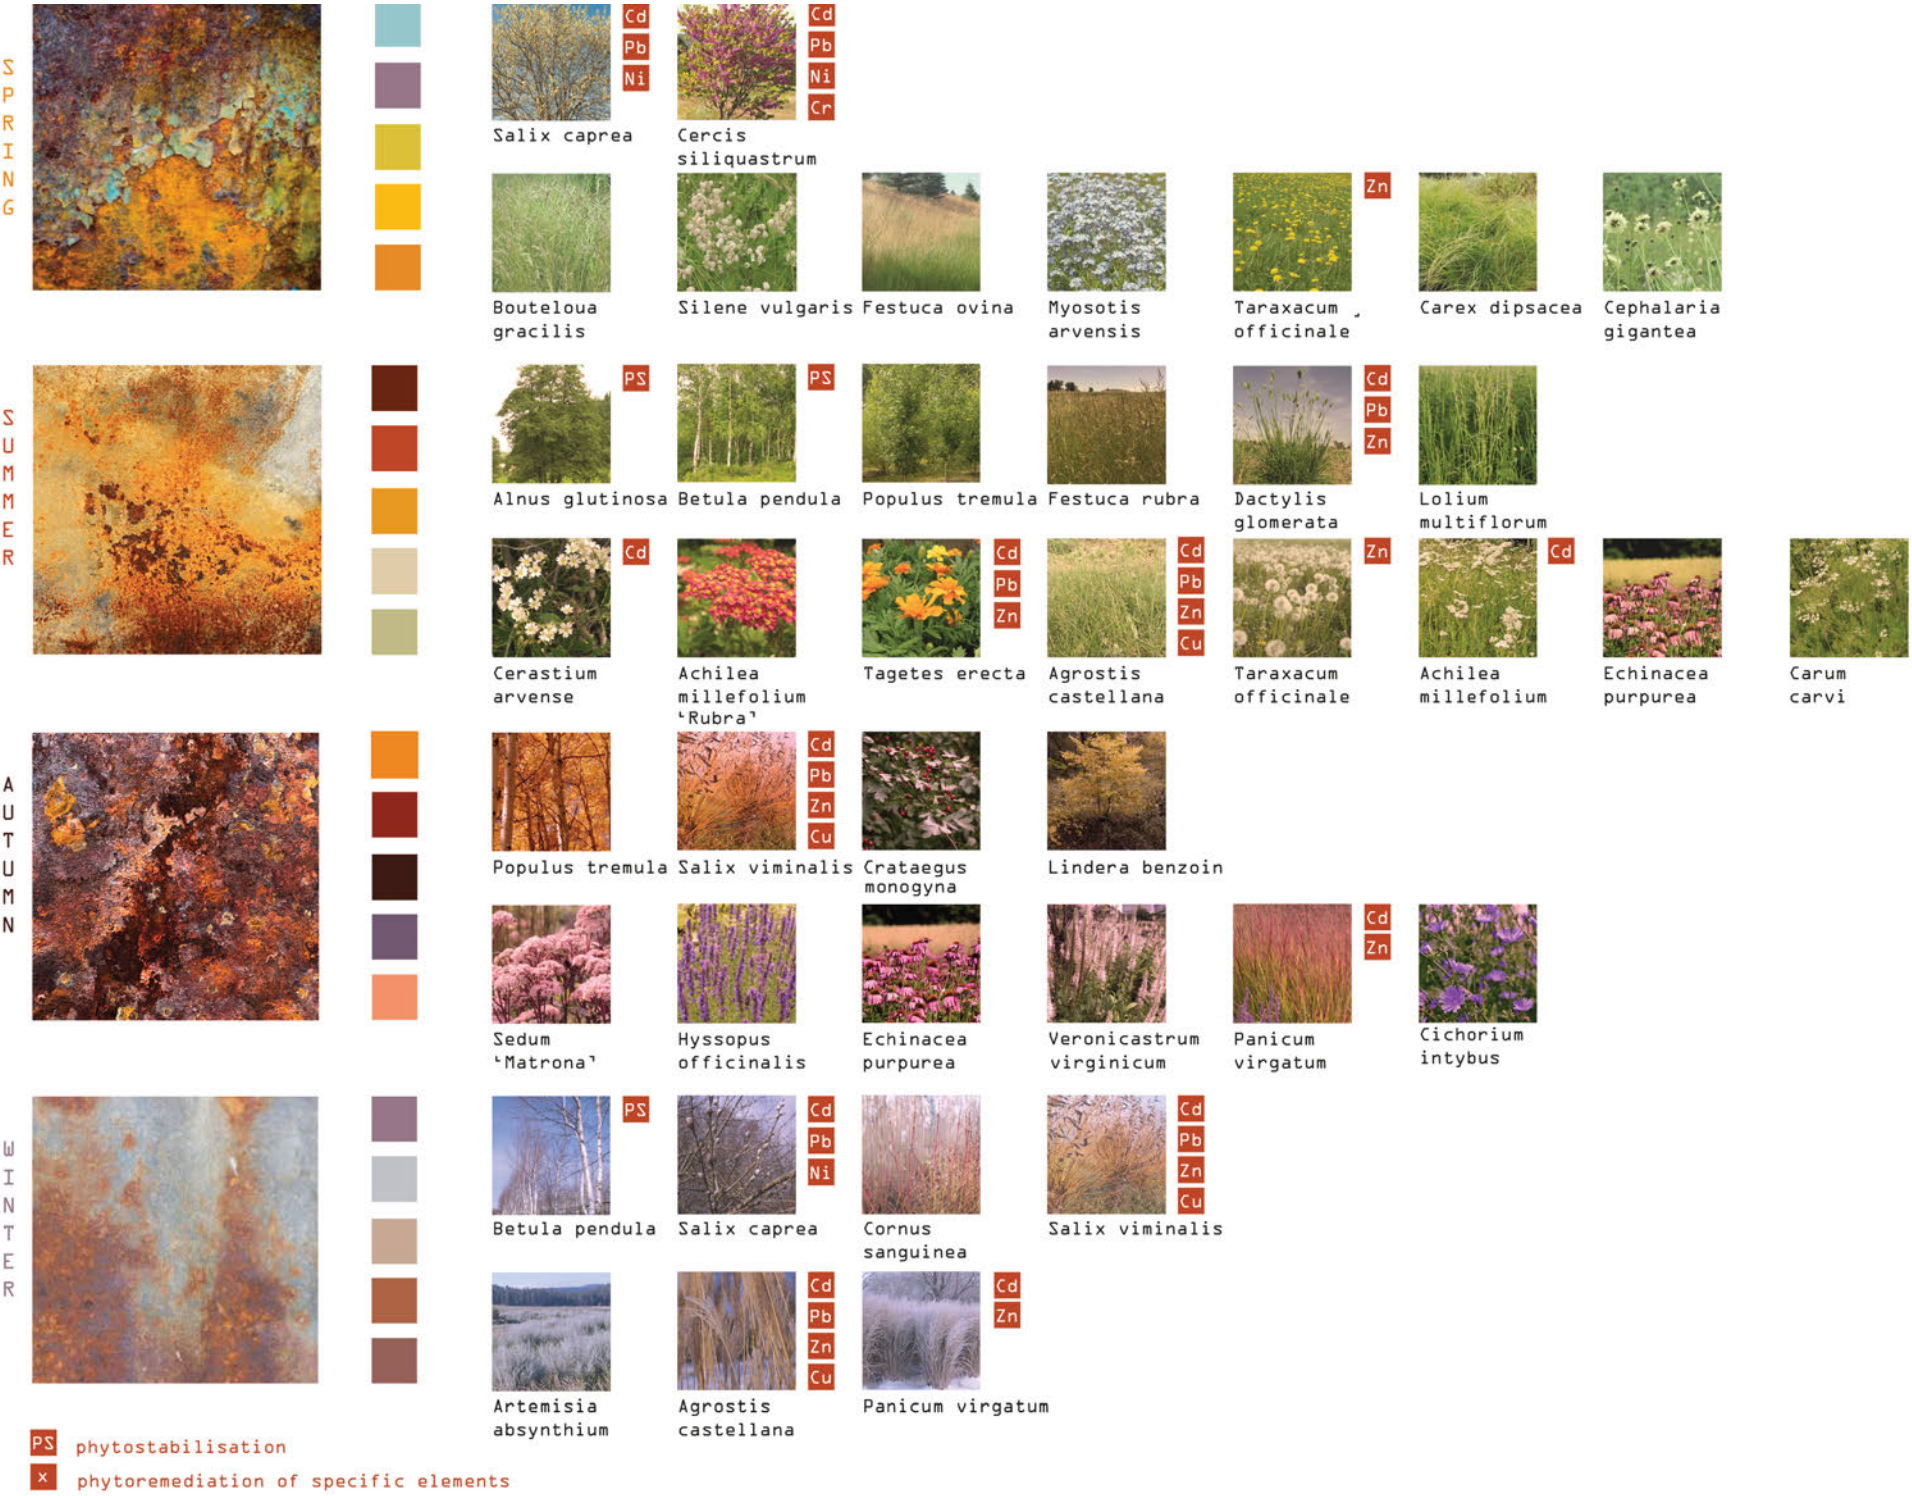 SPRING
Cd
Pb
Ni
Cd
Pb
Ni
Cr
Salix caprea
Cercis
siliquastrum
Zn
Bouteloua
gracilis
Silene vulgaris
Festuca ovina
Myosotis
arvensis
Taraxacum
officinale
Carex dipsacea
Cephalaria
gigantea
SUMMER
PS
PS
Cd
Pb
Zn
Alnus glutinosa
Betula pendula
Populus tremula
Festuca rubra
Dactylis
glomerata
Lolium
multiflorum
Cd
Cd
Pb
Zn
Cd
Pb
Zn
Cu
Zn
Cd
Cerastium
arvense
Achilea
millefolium
'Rubra'
Tagetes erecta
Agrostis
castellana
Taraxacum
officinale
Achilea
millefolium
Echinacea
purpurea
Carum
carvi
AUTUMN
Cd
Pb
Zn
Cu
Populus tremula
Salix viminalis
Crataegus
monogyna
Lindera benzoin
Cd
Zn
Sedum
'Matrona'
Hyssopus
officinalis
Echinacea
purpurea
Veronicastrum
virginicum
Panicum
virgatum
Cichorium
intybus
WINTER
PS
Cd
Pb
Ni
Cd
Pb
Zn
Cu
Betula pendula
Salix caprea
Cornus
sanguinea
Salix viminalis
Cd
Pb
Zn
Cu
Cd
Zn
Artemisia
absynthium
Agrostis
castellana
Panicum virgatum
PS phytostabilisation
x phytoremediation of specific elements